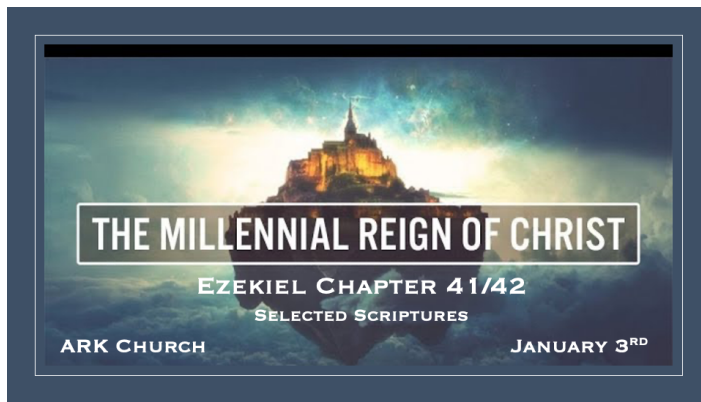 THE MILLENNIAL REIGN OF CHRIST
EZEKIEL CHAPTER 41/42
SELECTED SCRIPTURES
ARK CHURCH
JANUARY 3RD